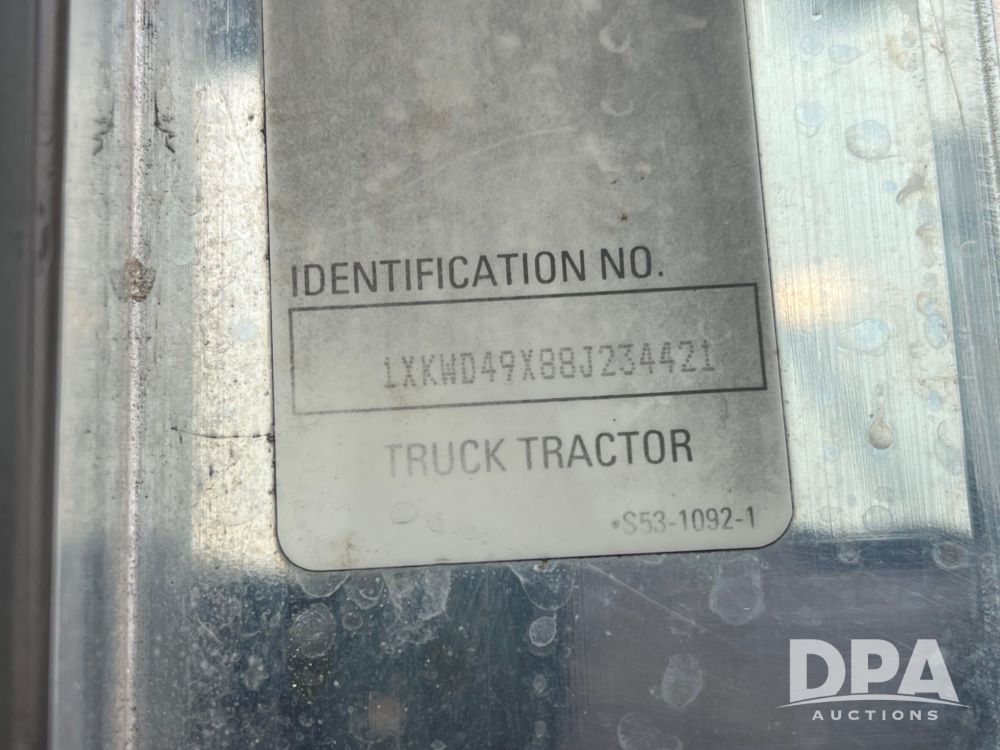 IDENTIFICATION NO.
1XKWD49X88J234421
TRUCK TRACTOR
•S53-1092-1
DPA
AUCTIONS